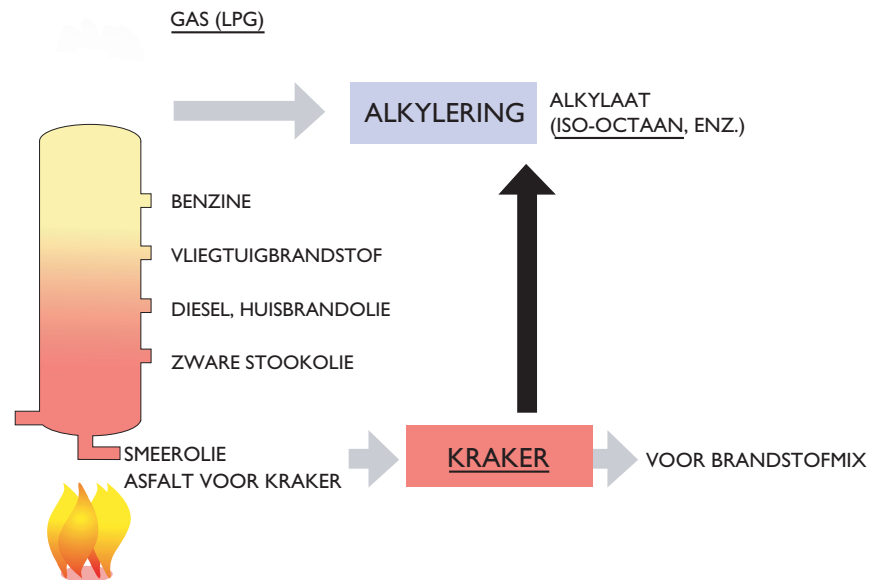 GAS (LPG)
ALKYLERING
ALKYLAAT
(ISO-OCTAAN, ENZ.)
BENZINE
VLIEGTUIGBRANDSTOF
DIESEL, HUISBRANDOLIE
ZWARE STOOKOLIE
SMEEROLIE
ASFALT VOOR KRAKER
KRAKER
VOOR BRANDSTOFMIX